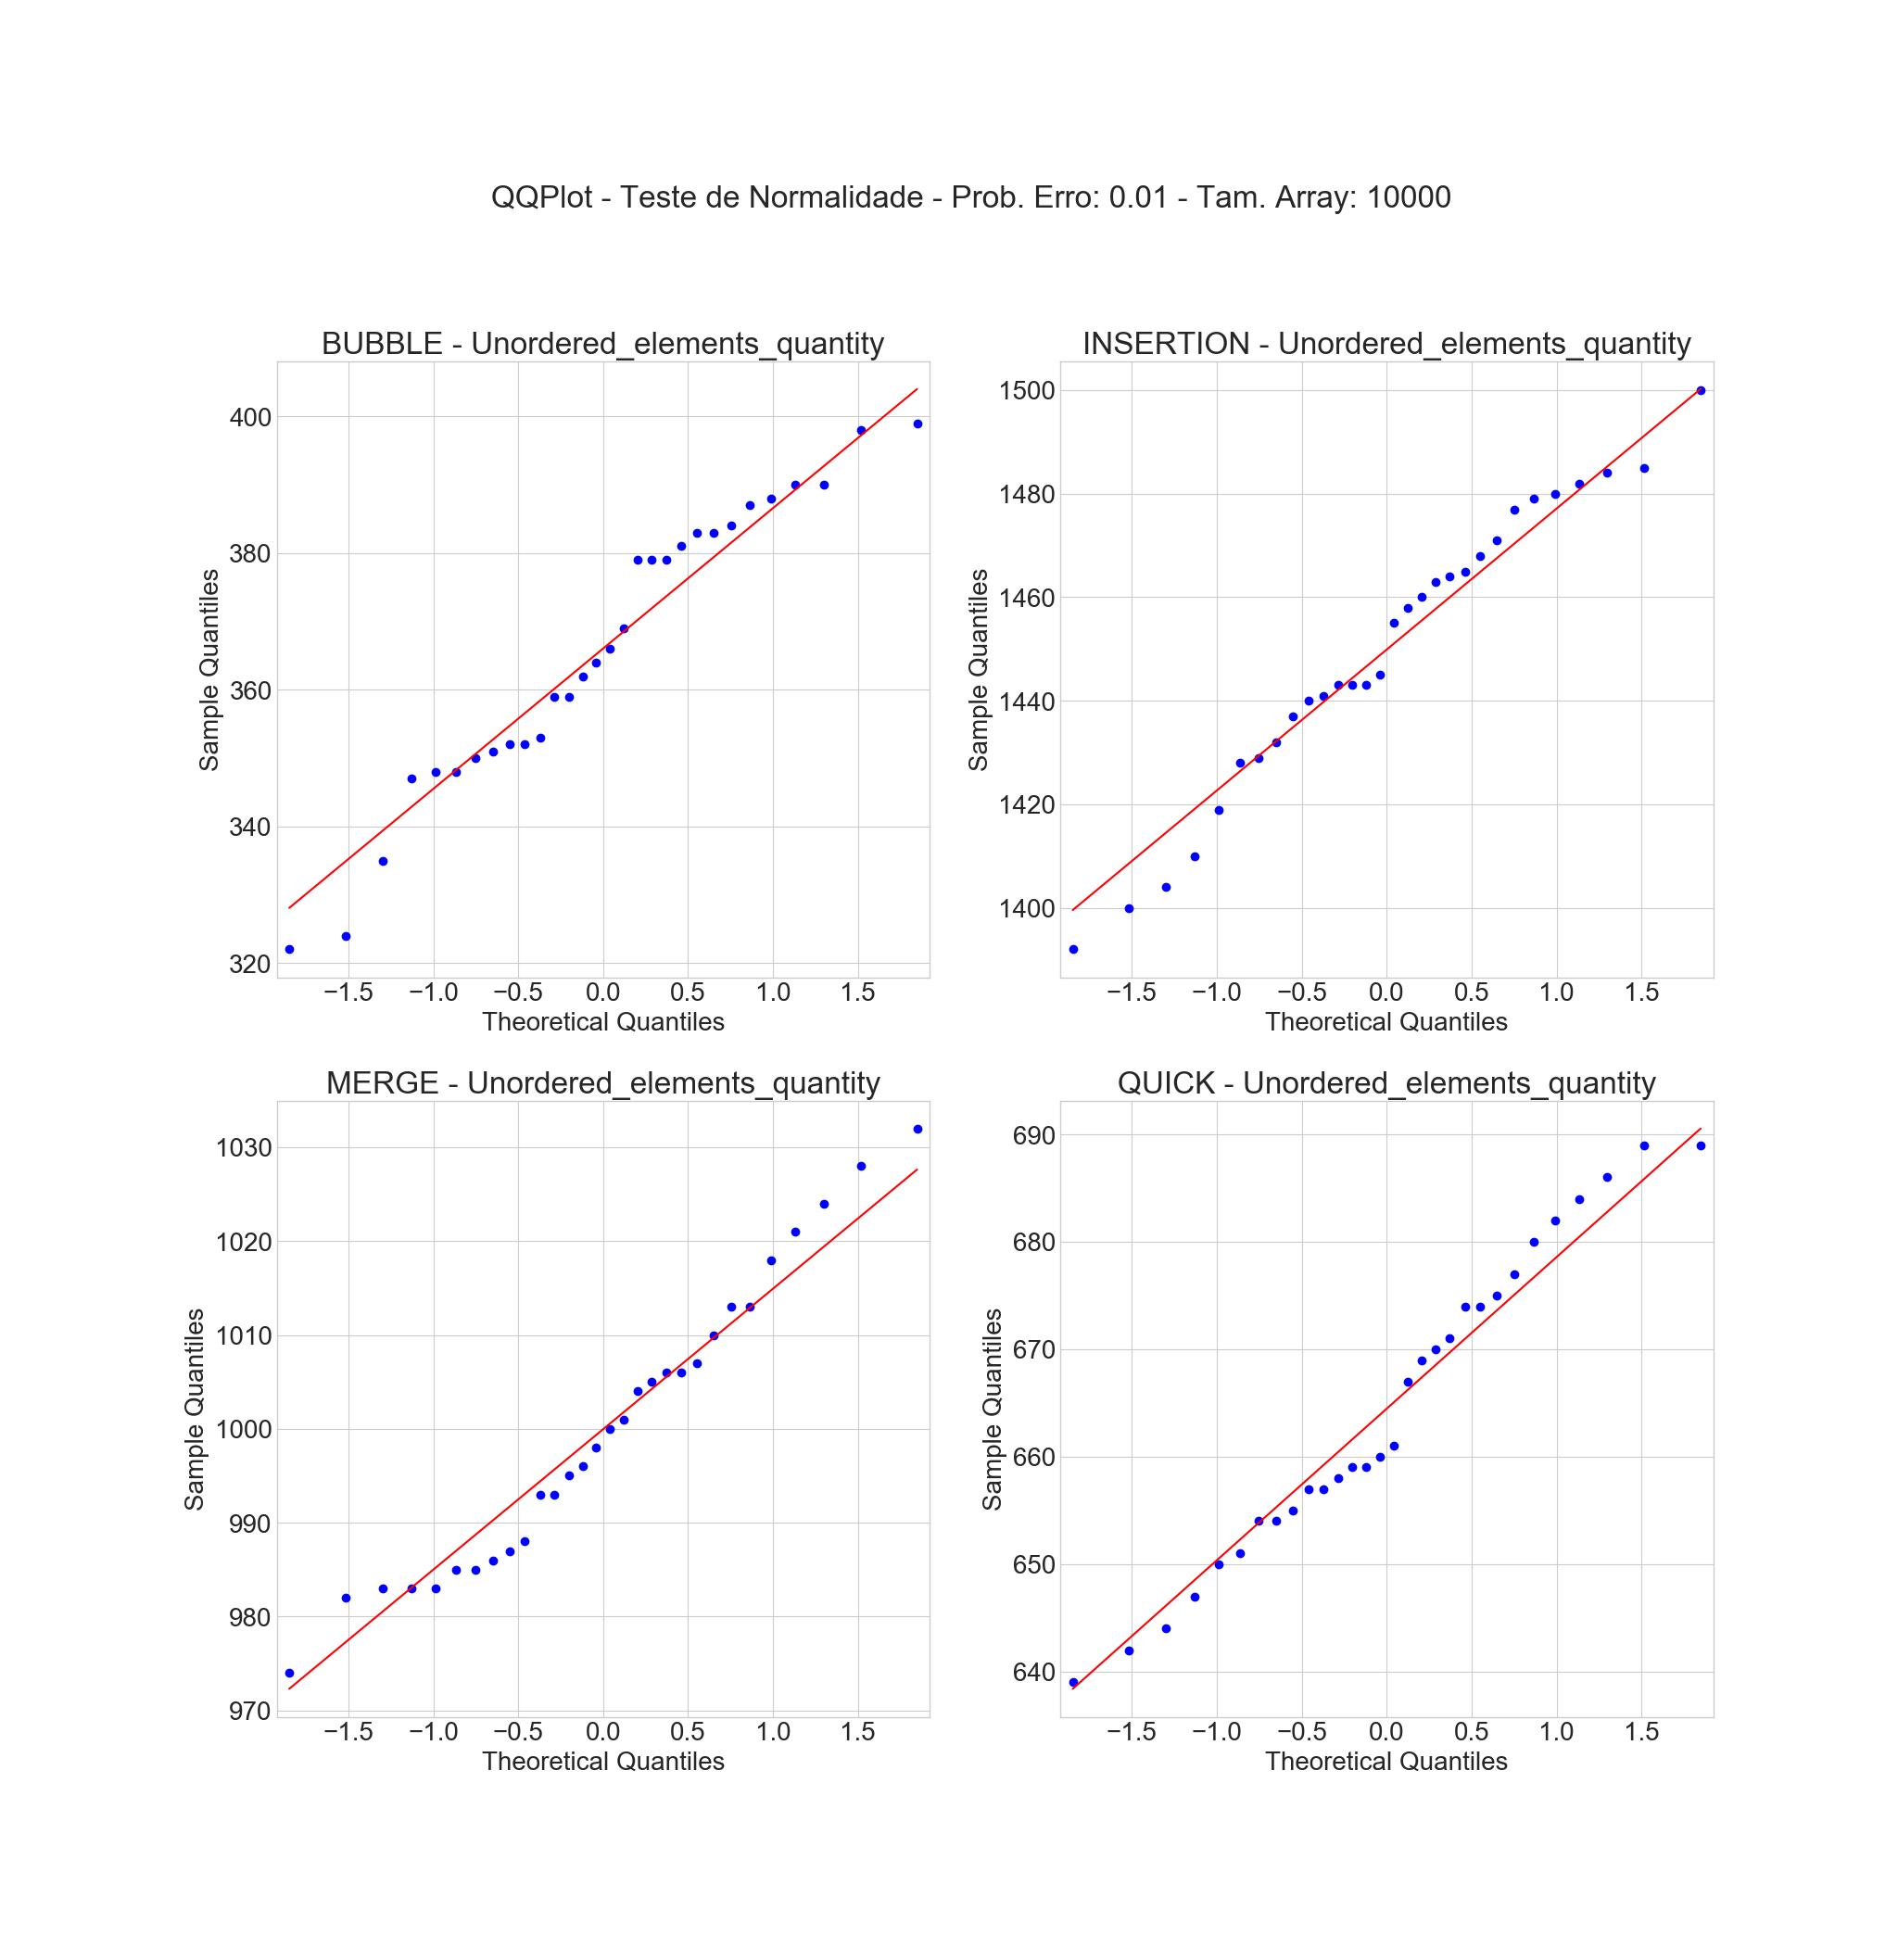 QQPlot - Teste de Normalidade - Prob. Erro: 0.01 - Tam. Array: 10000
BUBBLE - Unordered_elements_quantity
400
380
360
340
320
Sample Quantiles
−1.5 −1.0 −0.5 0.0 0.5 1.0 1.5
Theoretical Quantiles
INSERTION - Unordered_elements_quantity
1500
1480
1460
1440
1420
1400
Sample Quantiles
−1.5 −1.0 −0.5 0.0 0.5 1.0 1.5
Theoretical Quantiles
MERGE - Unordered_elements_quantity
1030
1020
1010
1000
990
980
970
Sample Quantiles
−1.5 −1.0 −0.5 0.0 0.5 1.0 1.5
Theoretical Quantiles
QUICK - Unordered_elements_quantity
690
680
670
660
650
640
Sample Quantiles
−1.5 −1.0 −0.5 0.0 0.5 1.0 1.5
Theoretical Quantiles